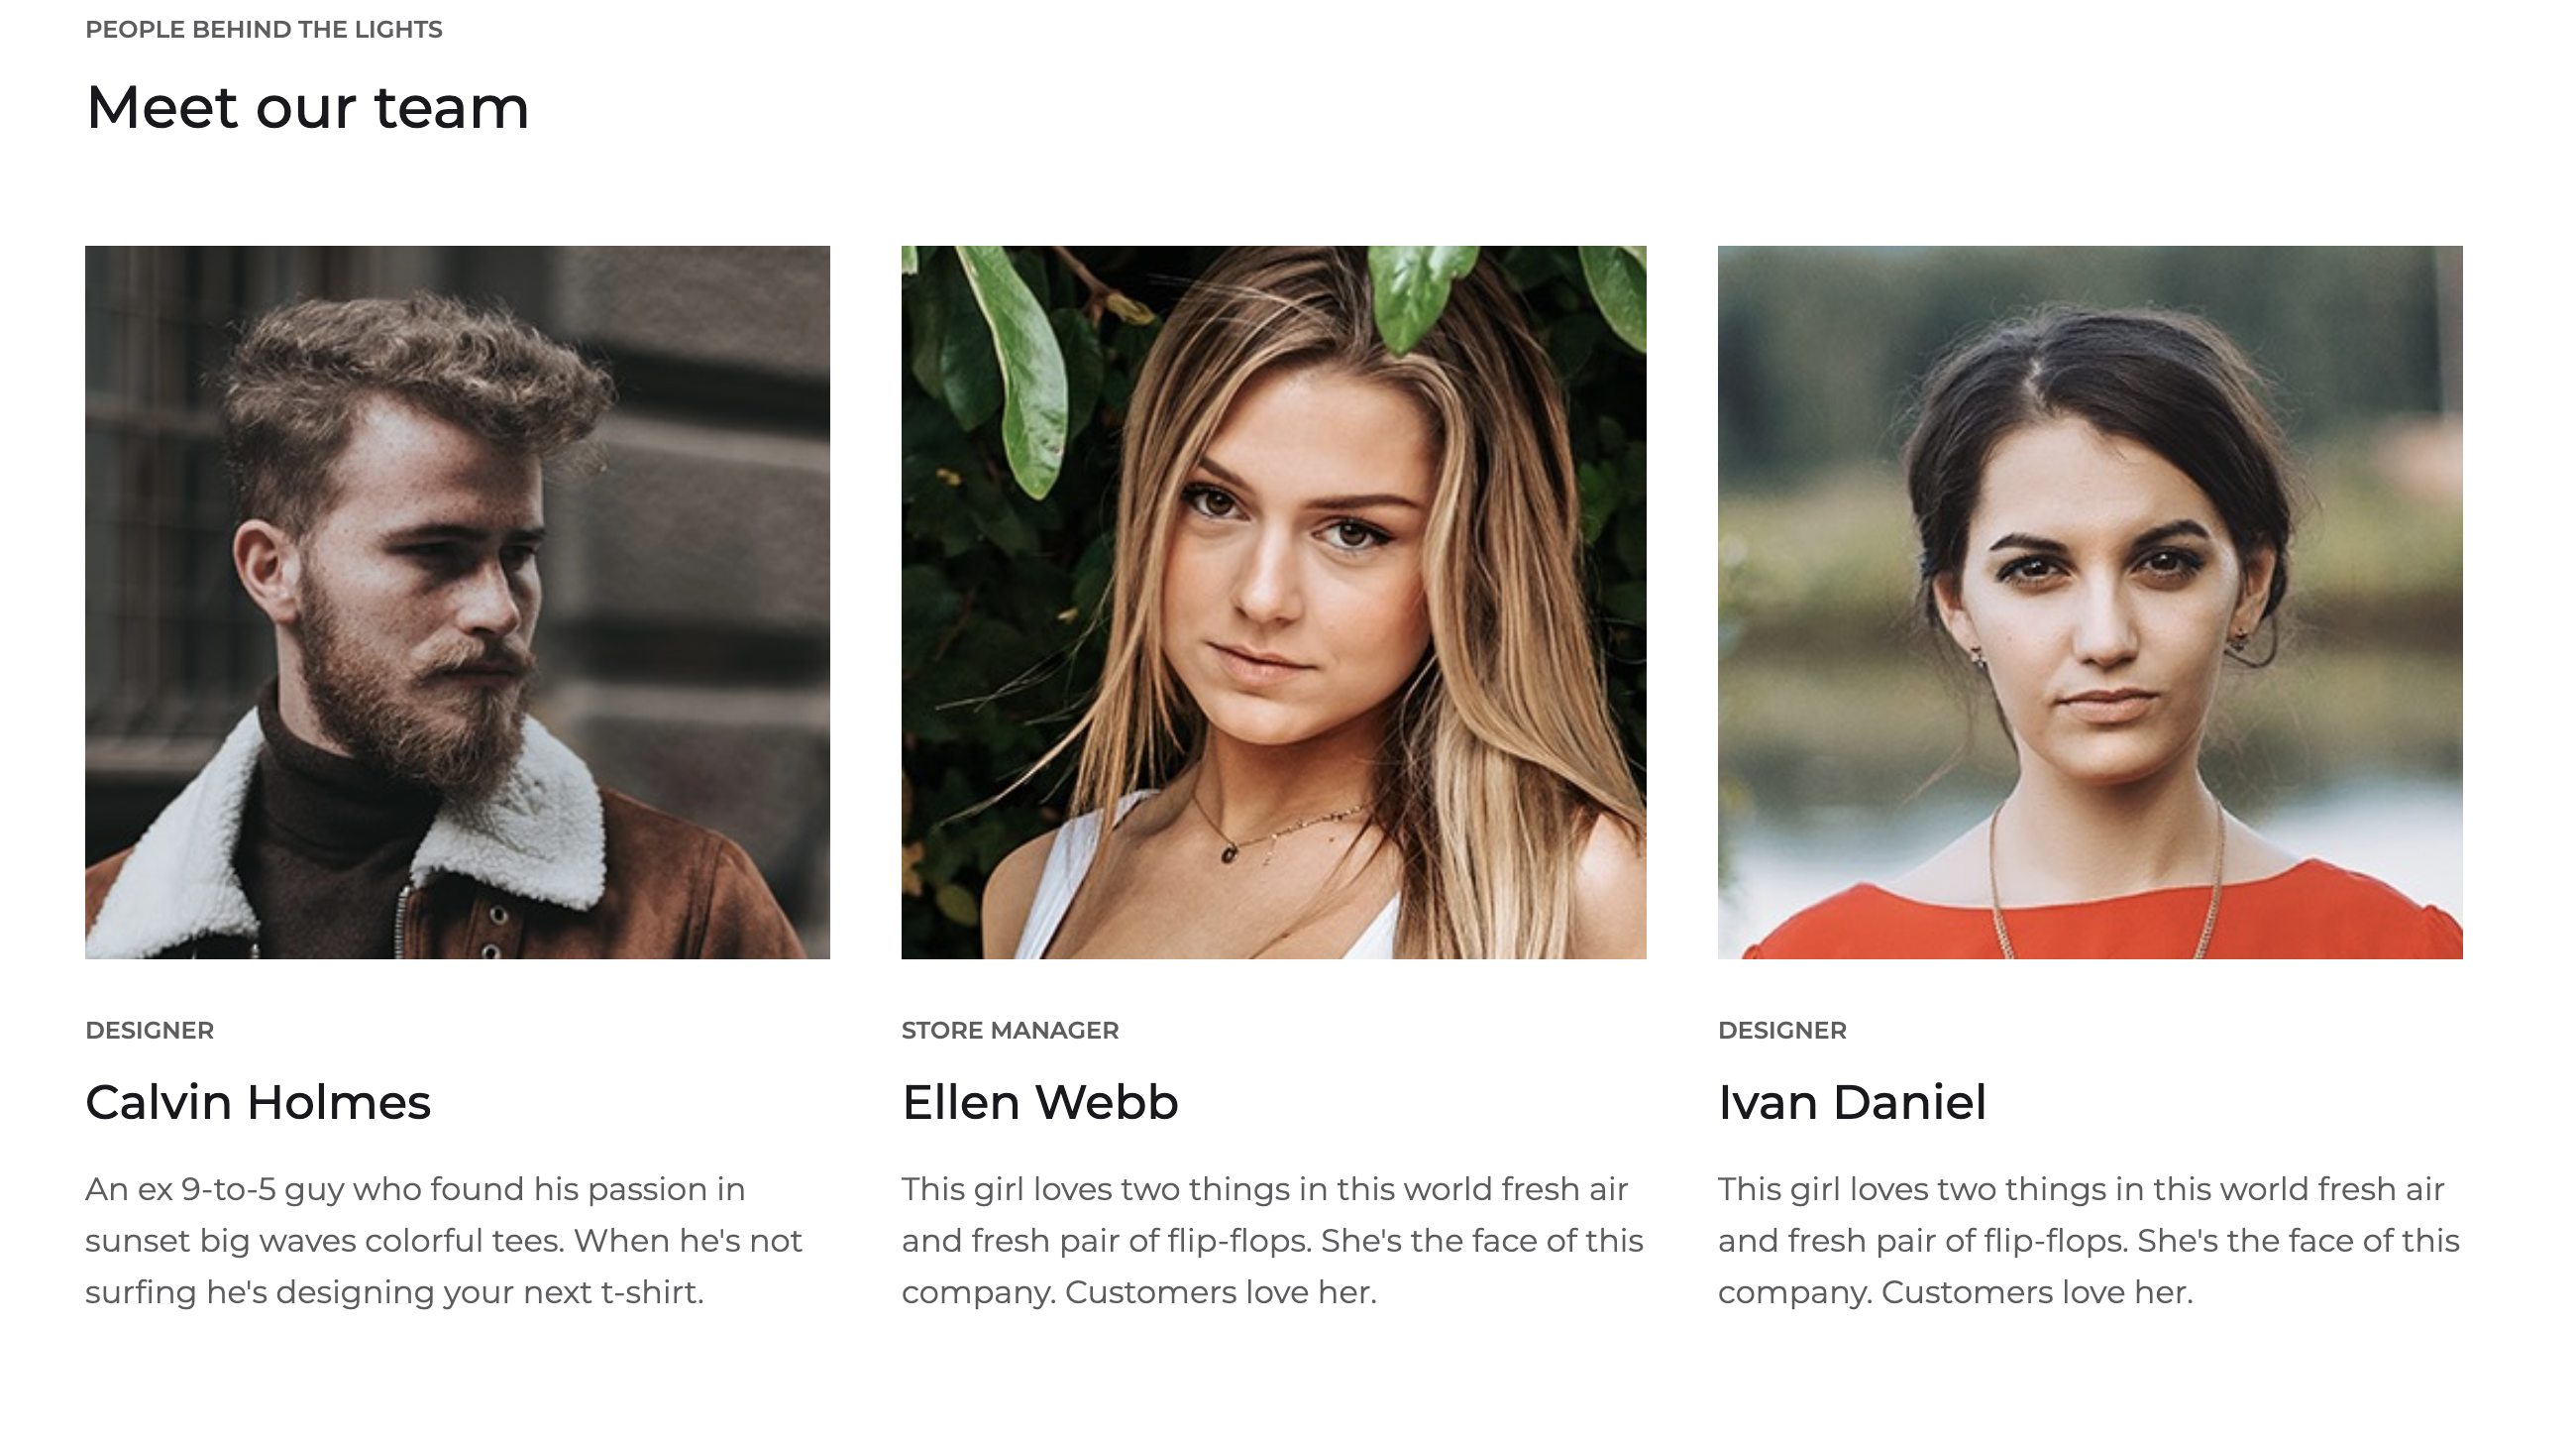 PEOPLE BEHIND THE LIGHTS
Meet our team
DESIGNER
Calvin Holmes
An ex 9-to-5 guy who found his passion in
sunset big waves colorful tees. When he's not
surfing he's designing your next t-shirt.
STORE MANAGER
Ellen Webb
This girl loves two things in this world fresh air
and fresh pair of flip-flops. She's the face of this
company. Customers love her.
DESIGNER
Ivan Daniel
This girl loves two things in this world fresh air
and fresh pair of flip-flops. She's the face of this
company. Customers love her.